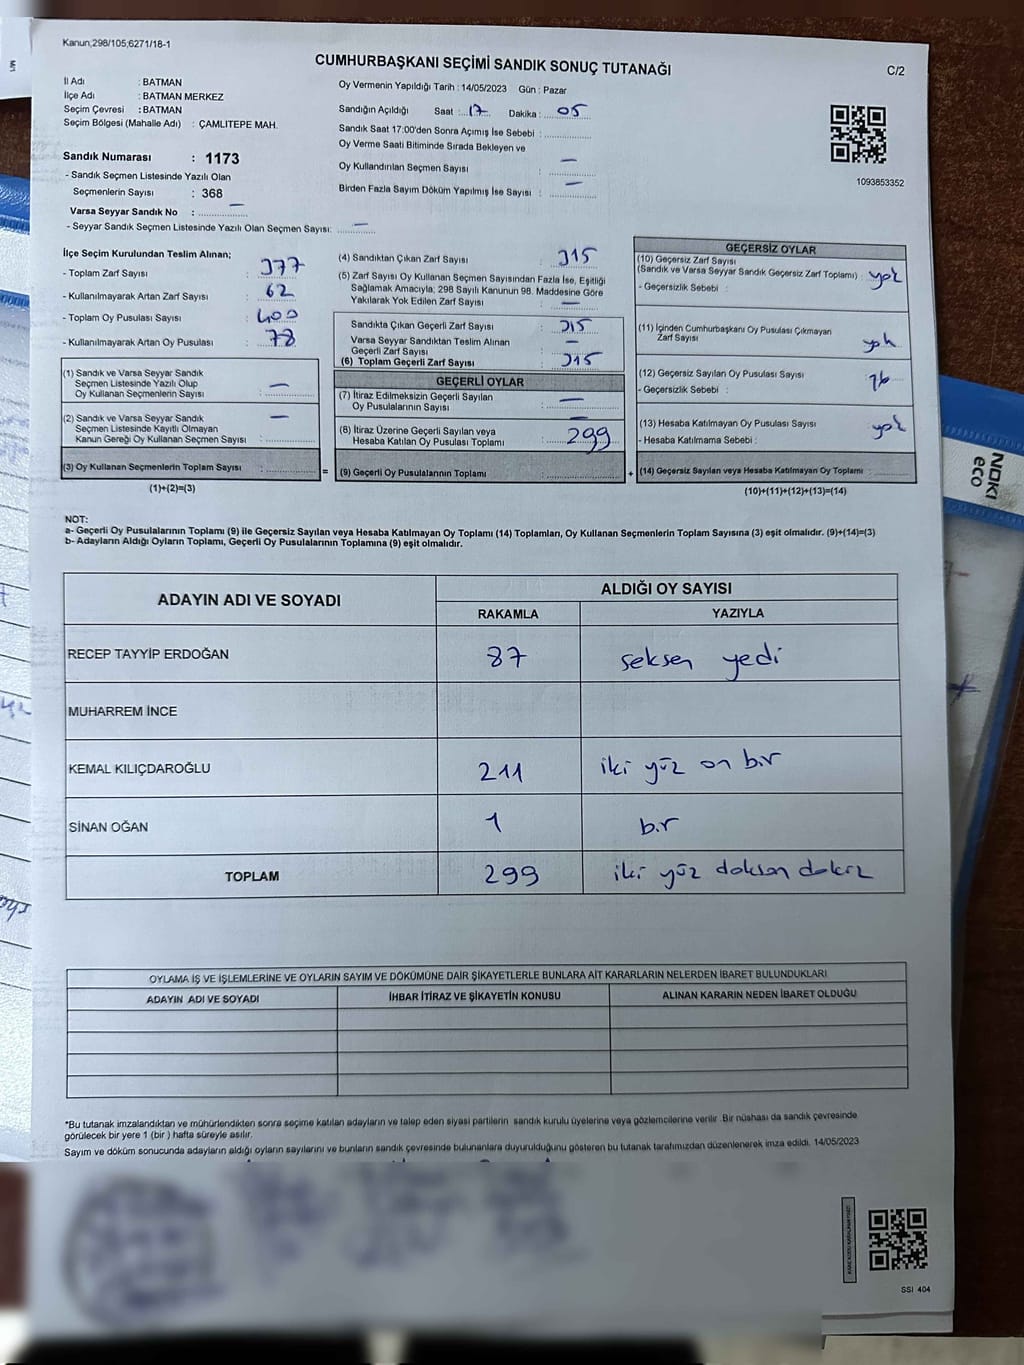 Kanun;298/105;6271/18-1
CUMHURBAŞKANI SEÇİMİ SANDIK SONUÇ TUTANAĞI
C/2
İl Adı : BATMAN
İlçe Adı : BATMAN MERKEZ
Seçim Çevresi : BATMAN
Seçim Bölgesi (Mahalle Adı) : ÇAMLITEPE MAH.
Sandık Numarası : 1173
- Sandık Seçmen Listesinde Yazılı Olan
Seçmenlerin Sayısı : 368
Varsa Seyyar Sandık No : —
- Seyyar Sandık Seçmen Listesinde Yazılı Olan Seçmen Sayısı: —
Oy Vermenin Yapıldığı Tarih : 14/05/2023 Gün : Pazar
Sandığın Açıldığı Saat : 17 Dakika : 05
Sandık Saat 17:00'den Sonra Açımış İse Sebebi :
Oy Verme Saati Bitiminde Sırada Bekleyen ve
Oy Kullandırılan Seçmen Sayısı : —
Birden Fazla Sayım Döküm Yapılmış İse Sayısı : —
1093853352
İlçe Seçim Kurulundan Teslim Alınan;
- Toplam Zarf Sayısı : 377
- Kullanılmayarak Artan Zarf Sayısı : 62
- Toplam Oy Pusulası Sayısı : 400
- Kullanılmayarak Artan Oy Pusulası : 78
(1) Sandık ve Varsa Seyyar Sandık
Seçmen Listesinde Yazılı Olup
Oy Kullanan Seçmenlerin Sayısı : —
(2) Sandık ve Varsa Seyyar Sandık
Seçmen Listesinde Kayıtlı Olmayan
Kanun Gereği Oy Kullanan Seçmen Sayısı : —
(3) Oy Kullanan Seçmenlerin Toplam Sayısı :
(1)+(2)=(3)
(4) Sandıktan Çıkan Zarf Sayısı : 315
(5) Zarf Sayısı Oy Kullanan Seçmen Sayısından Fazla İse, Eşitliği
Sağlamak Amacıyla, 298 Sayılı Kanunun 98. Maddesine Göre
Yakılarak Yok Edilen Zarf Sayısı : —
Sandıkta Çıkan Geçerli Zarf Sayısı : 315
Varsa Seyyar Sandıktan Teslim Alınan
Geçerli Zarf Sayısı : —
(6) Toplam Geçerli Zarf Sayısı : 315
GEÇERLİ OYLAR
(7) İtiraz Edilmeksizin Geçerli Sayılan
Oy Pusulalarının Sayısı : —
(8) İtiraz Üzerine Geçerli Sayılan veya
Hesaba Katılan Oy Pusulası Toplamı : 299
= (9) Geçerli Oy Pusulalarının Toplamı :
GEÇERSİZ OYLAR
(10) Geçersiz Zarf Sayısı
(Sandık ve Varsa Seyyar Sandık Geçersiz Zarf Toplamı) : yok
- Geçersizlik Sebebi :
(11) İçinden Cumhurbaşkanı Oy Pusulası Çıkmayan
Zarf Sayısı : yok
(12) Geçersiz Sayılan Oy Pusulası Sayısı : 16
- Geçersizlik Sebebi :
(13) Hesaba Katılmayan Oy Pusulası Sayısı : yok
- Hesaba Katılmama Sebebi :
+ (14) Geçersiz Sayılan veya Hesaba Katılmayan Oy Toplamı :
(10)+(11)+(12)+(13)=(14)
NOT:
a- Geçerli Oy Pusulalarının Toplamı (9) ile Geçersiz Sayılan veya Hesaba Katılmayan Oy Toplamı (14) Toplamları, Oy Kullanan Seçmenlerin Toplam Sayısına (3) eşit olmalıdır. (9)+(14)=(3)
b- Adayların Aldığı Oyların Toplamı, Geçerli Oy Pusulalarının Toplamına (9) eşit olmalıdır.
ADAYIN ADI VE SOYADI
ALDIĞI OY SAYISI
RAKAMLA YAZIYLA
RECEP TAYYİP ERDOĞAN 87 seksen yedi
MUHARREM İNCE
KEMAL KILIÇDAROĞLU 211 iki yüz on bir
SİNAN OĞAN 1 bir
TOPLAM 299 iki yüz doksan dokuz
OYLAMA İŞ VE İŞLEMLERİNE VE OYLARIN SAYIM VE DÖKÜMÜNE DAİR ŞİKAYETLERLE BUNLARA AİT KARARLARIN NELERDEN İBARET BULUNDUKLARI
ADAYIN ADI VE SOYADI İHBAR İTİRAZ VE ŞİKAYETİN KONUSU ALINAN KARARIN NEDEN İBARET OLDUĞU
*Bu tutanak imzalandıktan ve mühürlendikten sonra seçime katılan adayların ve talep eden siyasi partilerin sandık kurulu üyelerine veya gözlemcilerine verilir. Bir nüshası da sandık çevresinde
görülecek bir yere 1 (bir ) hafta süreyle asılır.
Sayım ve döküm sonucunda adayların aldığı oyların sayılarını ve bunların sandık çevresinde bulunanlara duyurulduğunu gösteren bu tutanak tarafımızdan düzenlenerek imza edildi. 14/05/2023
SSI 404
NOKI
eco